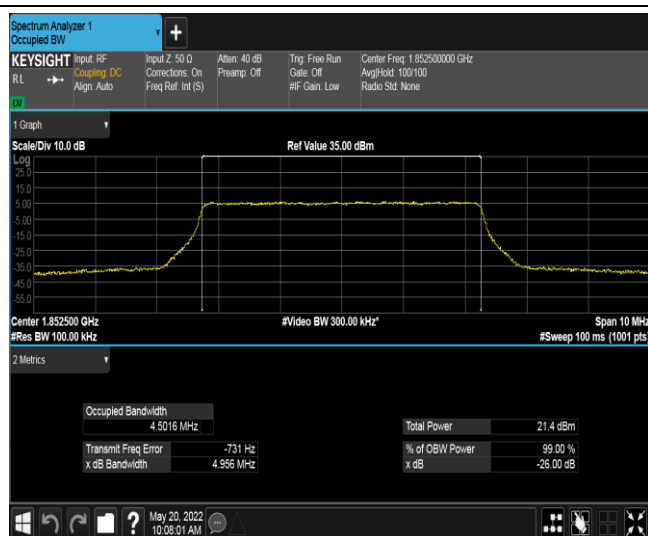 Spectrum Analyzer 1
Occupied BW
+
KEYSIGHT Input: RF Input Z: 50 Ω Atten: 40 dB Trig: Free Run Center Freq: 1.852500000 GHz
RL Coupling: DC Corrections: On Preamp: Off Gate: Off Avg|Hold: 100/100
Align: Auto Freq Ref: Int (S) #IF Gain: Low Radio Std: None
LXI
1 Graph
Scale/Div 10.0 dB Ref Value 35.00 dBm
Log
25.0
15.0
5.00
-5.00
-15.0
-25.0
-35.0
-45.0
-55.0
Center 1.852500 GHz #Video BW 300.00 kHz* Span 10 MHz
#Res BW 100.00 kHz #Sweep 100 ms (1001 pts)
2 Metrics
Occupied Bandwidth
4.5016 MHz Total Power 21.4 dBm
Transmit Freq Error -731 Hz % of OBW Power 99.00 %
x dB Bandwidth 4.956 MHz x dB -26.00 dB
? May 20, 2022
10:08:01 AM